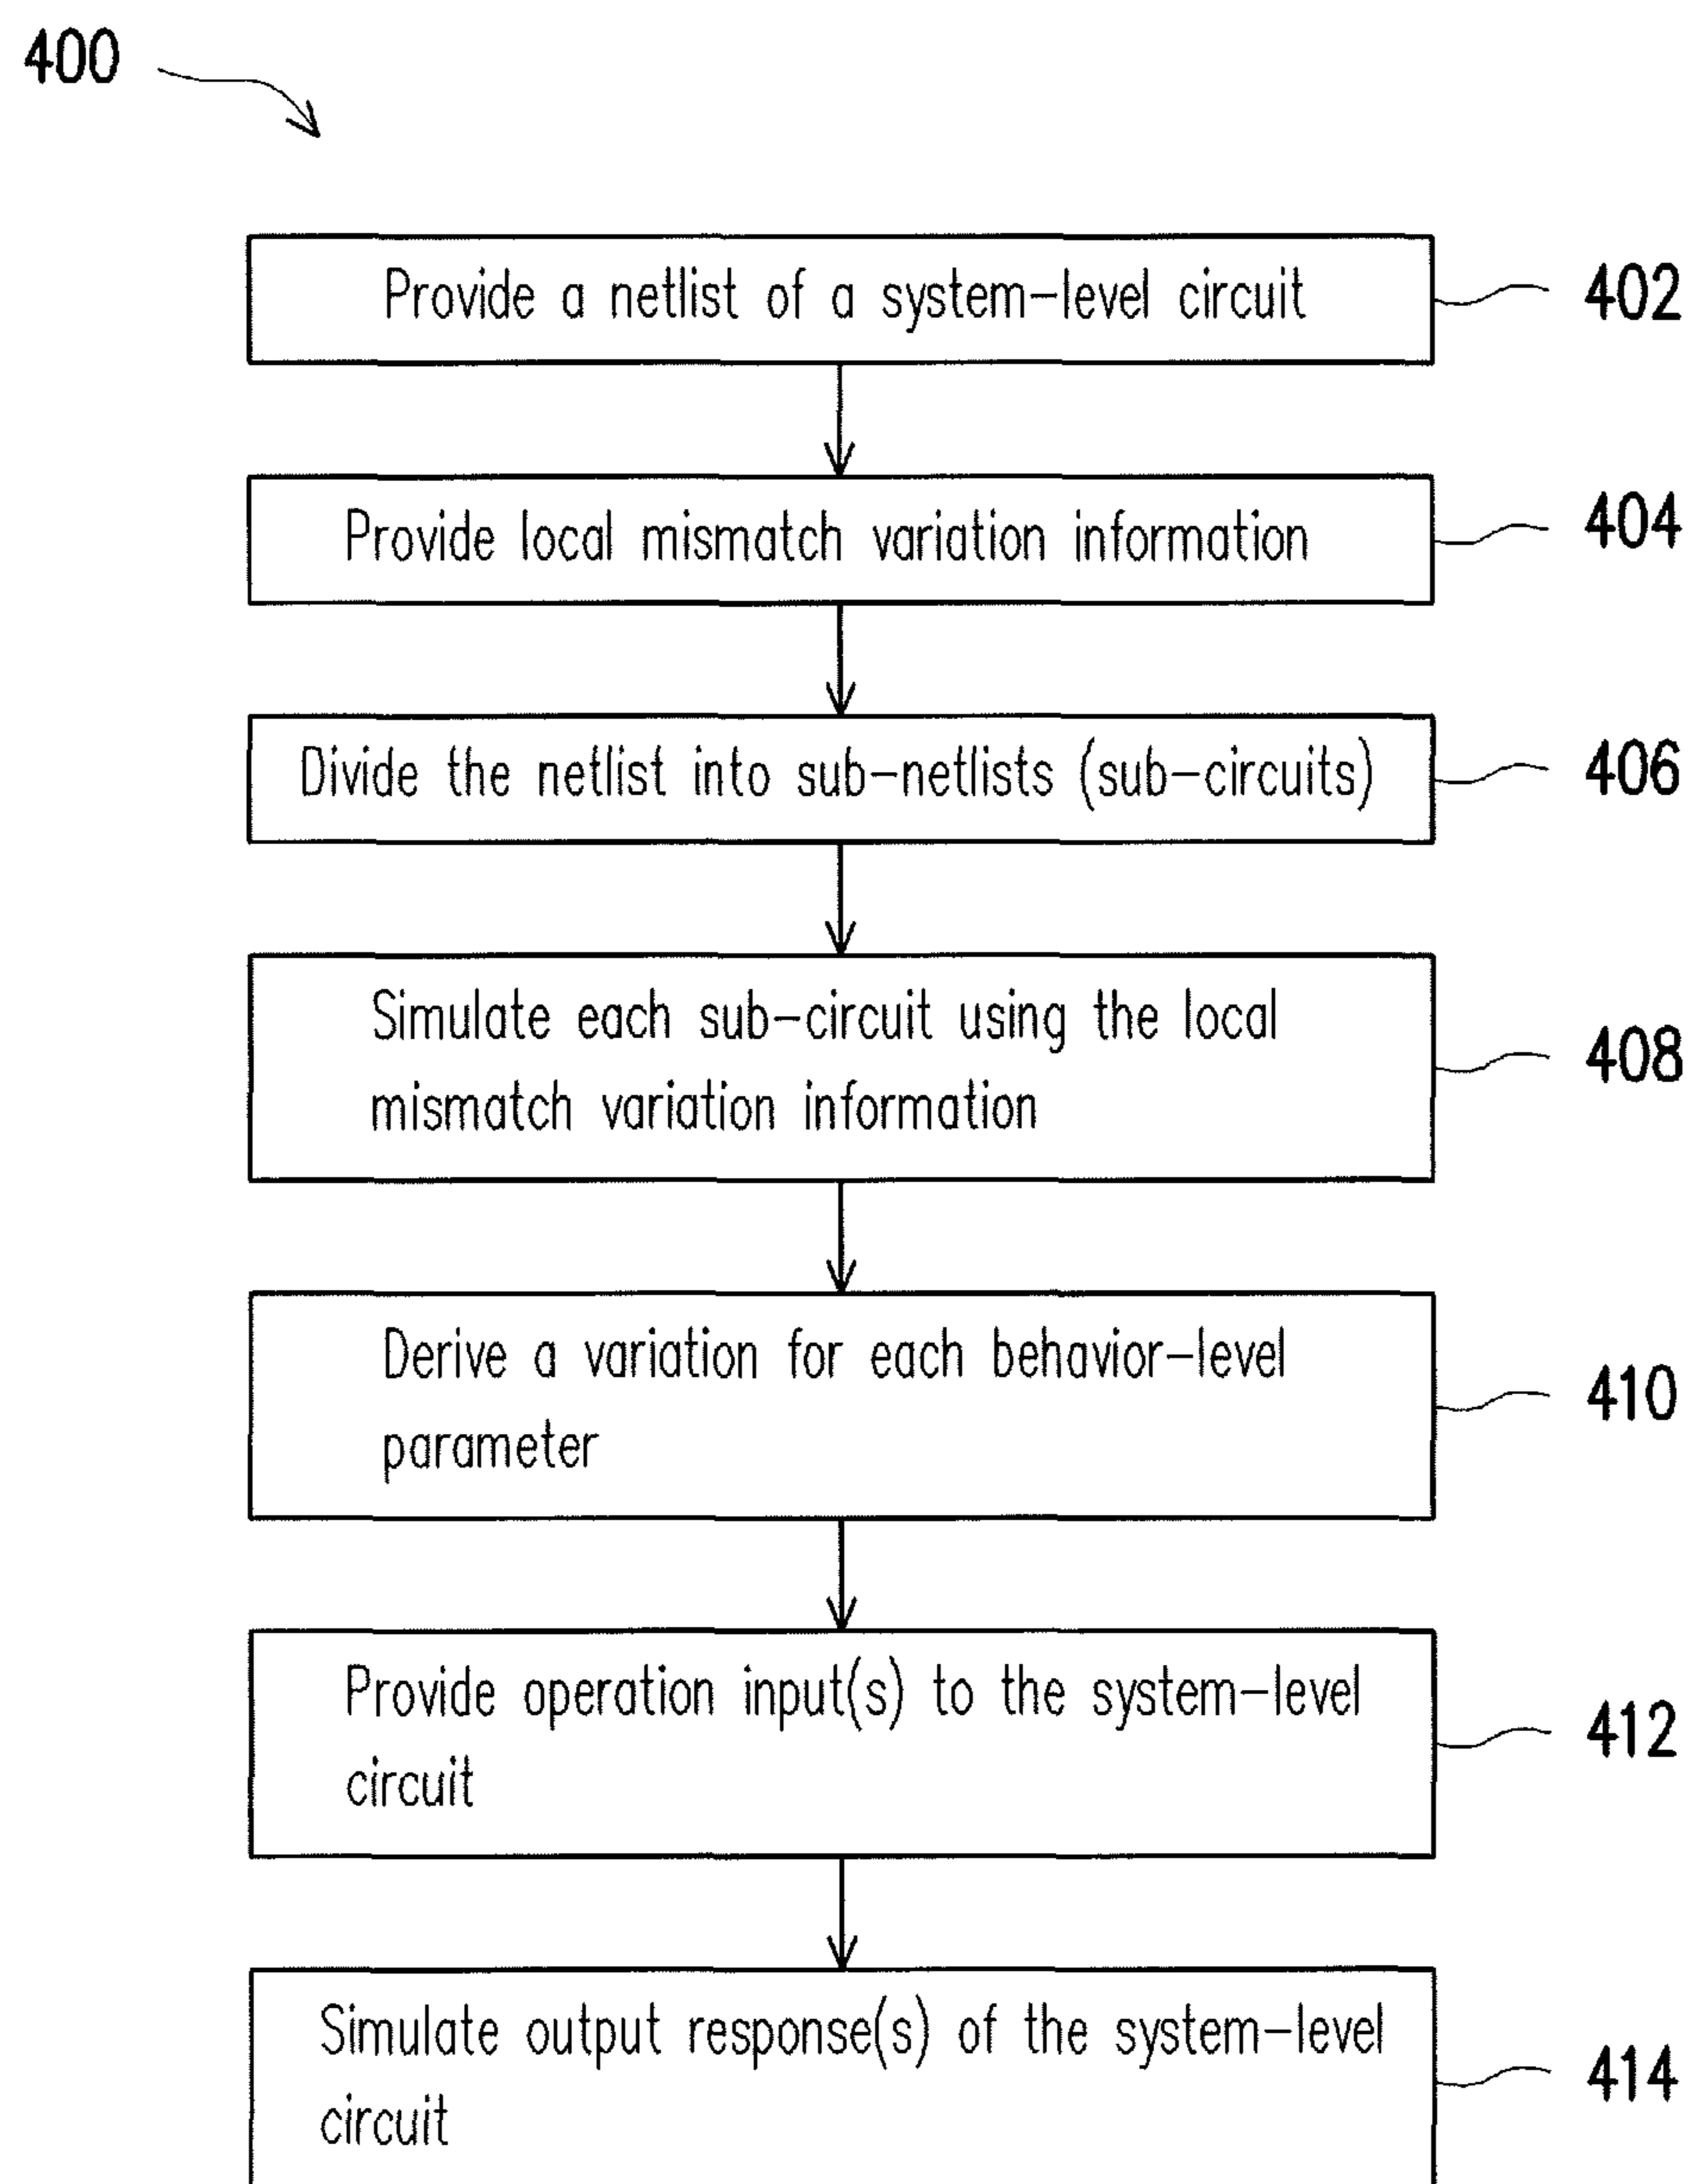 400
Provide a netlist of a system-level circuit
402
Provide local mismatch variation information
404
Divide the netlist into sub-netlists (sub-circuits)
406
Simulate each sub-circuit using the local
mismatch variation information
408
Derive a variation for each behavior-level
parameter
410
Provide operation input(s) to the system-level
circuit
412
Simulate output response(s) of the system-level
circuit
414